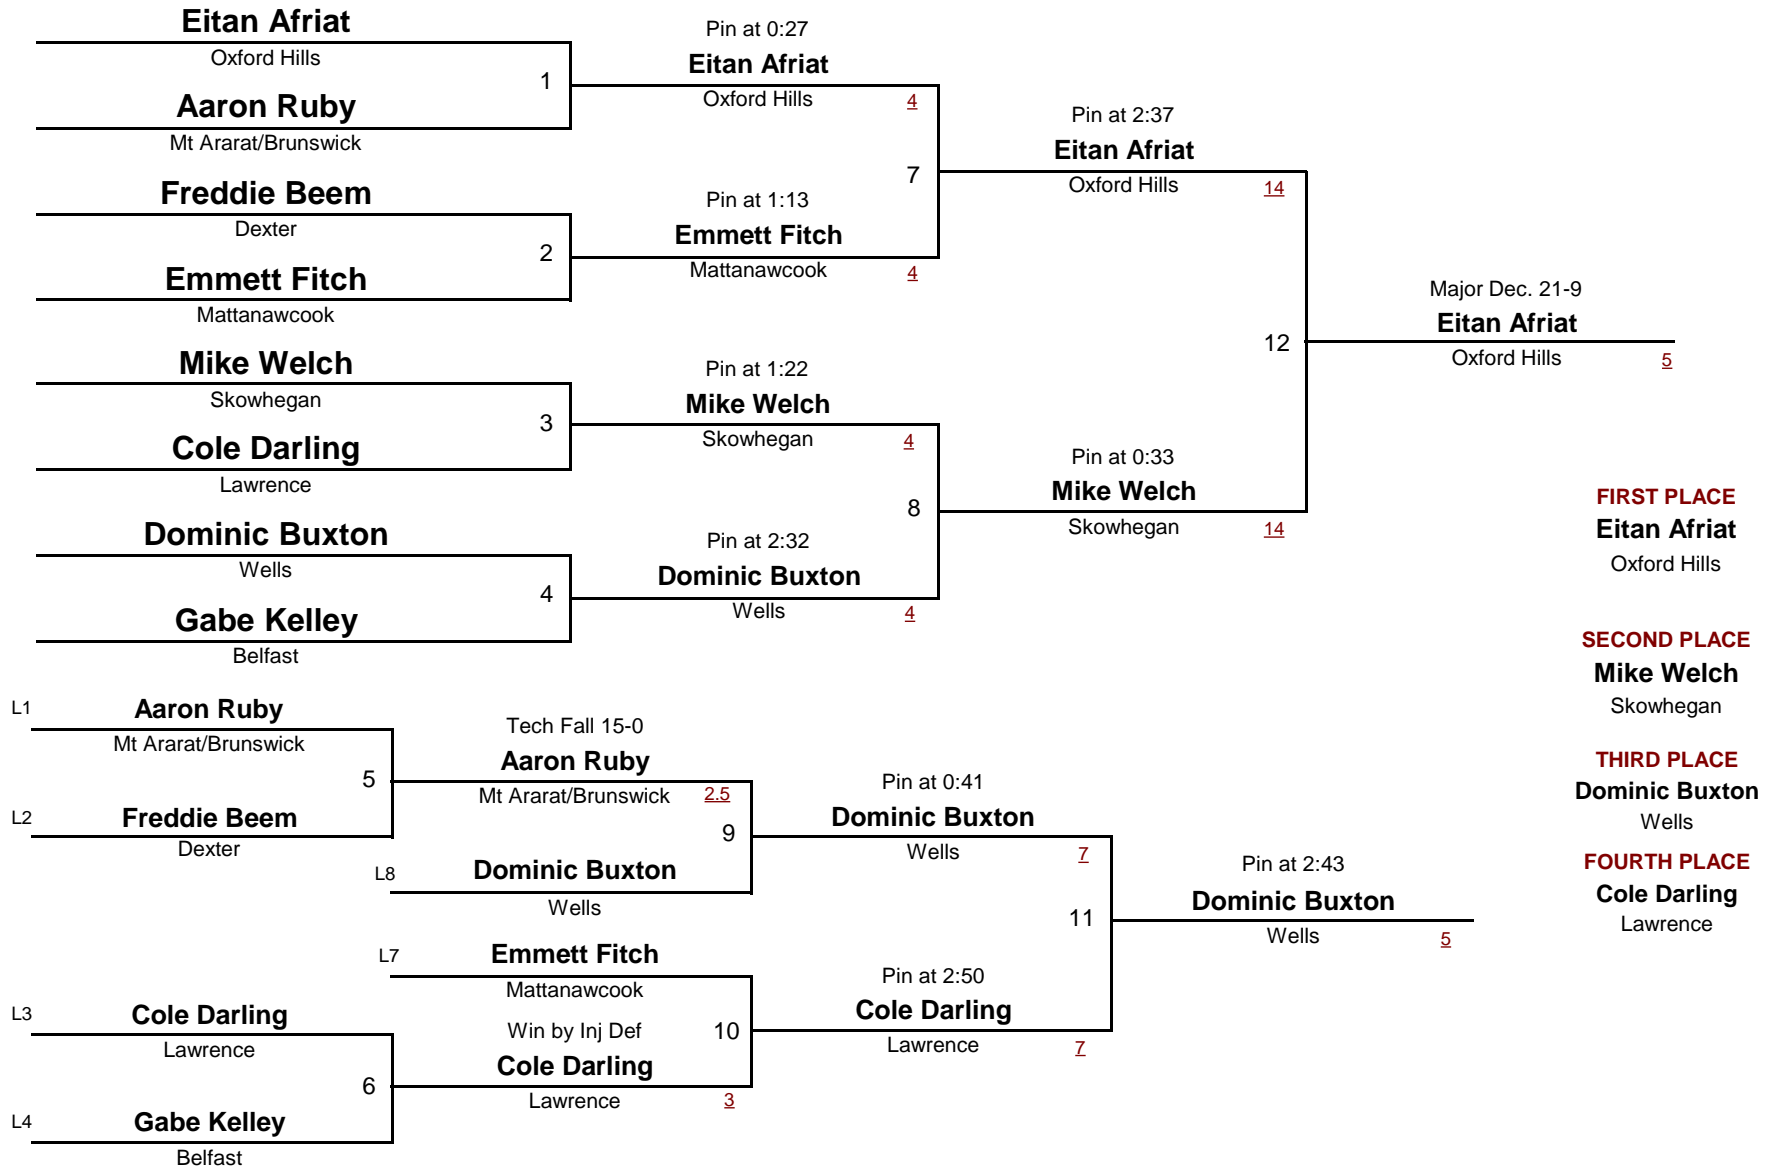 Eitan Afriat
Oxford Hills
1
Aaron Ruby
Mt Ararat/Brunswick
Freddie Beem
Dexter
2
Emmett Fitch
Mattanawcook
Mike Welch
Skowhegan
3
Cole Darling
Lawrence
Dominic Buxton
Wells
4
Gabe Kelley
Belfast
Pin at 0:27
Eitan Afriat
Oxford Hills 4
7
Pin at 1:13
Emmett Fitch
Mattanawcook 4
Pin at 1:22
Mike Welch
Skowhegan 4
8
Pin at 2:32
Dominic Buxton
Wells 4
Pin at 2:37
Eitan Afriat
Oxford Hills 14
12
Pin at 0:33
Mike Welch
Skowhegan 14
Major Dec. 21-9
Eitan Afriat
Oxford Hills 5
FIRST PLACE
Eitan Afriat
Oxford Hills
SECOND PLACE
Mike Welch
Skowhegan
THIRD PLACE
Dominic Buxton
Wells
FOURTH PLACE
Cole Darling
Lawrence
L1 Aaron Ruby
Mt Ararat/Brunswick
5
L2 Freddie Beem
Dexter
Tech Fall 15-0
Aaron Ruby
Mt Ararat/Brunswick 2.5
9
L8 Dominic Buxton
Wells
L7 Emmett Fitch
Mattanawcook
10
L3 Cole Darling
Lawrence
6
L4 Gabe Kelley
Belfast
Win by Inj Def
Cole Darling
Lawrence 3
Pin at 0:41
Dominic Buxton
Wells 7
11
Pin at 2:50
Cole Darling
Lawrence 7
Pin at 2:43
Dominic Buxton
Wells 5